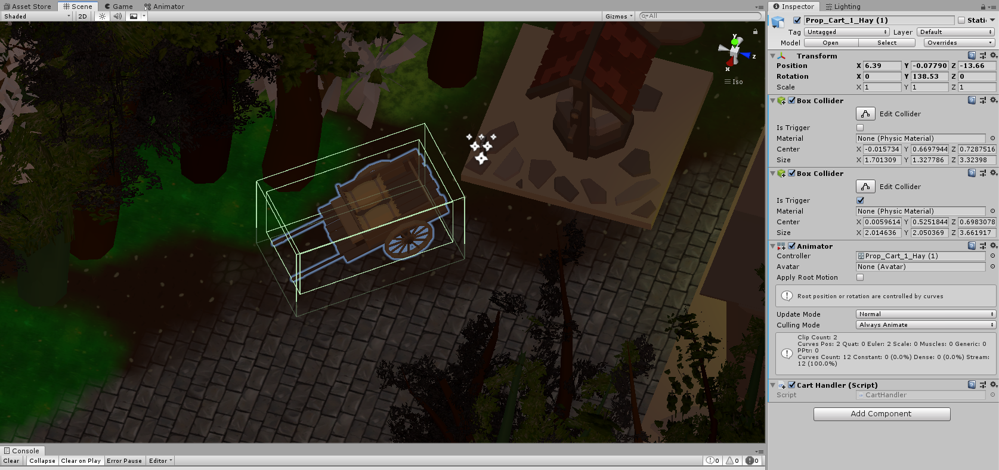 Asset Store Scene Game Animator
Shaded 2D Gizmos All
y
z
x
Iso
Console
Clear Collapse Clear on Play Error Pause Editor 0 0 0
Inspector Lighting
Prop_Cart_1_Hay (1) Stati
Tag Untagged Layer Default
Model Open Select Overrides
Transform
Position X 6.39 Y -0.07790 Z -13.66
Rotation X 0 Y 138.53 Z 0
Scale X 1 Y 1 Z 1
Box Collider
Edit Collider
Is Trigger
Material None (Physic Material)
Center X -0.015734 Y 0.6697944 Z 0.7287516
Size X 1.701309 Y 1.327786 Z 3.32398
Box Collider
Edit Collider
Is Trigger
Material None (Physic Material)
Center X 0.0059614 Y 0.5251844 Z 0.6983078
Size X 2.014636 Y 2.050369 Z 3.661917
Animator
Controller Prop_Cart_1_Hay (1)
Avatar None (Avatar)
Apply Root Motion
Root position or rotation are controlled by curves
Update Mode Normal
Culling Mode Always Animate
Clip Count: 2
Curves Pos: 2 Quat: 0 Euler: 2 Scale: 0 Muscles: 0 Generic: 0
PPtr: 0
Curves Count: 12 Constant: 0 (0.0%) Dense: 0 (0.0%) Stream:
12 (100.0%)
Cart Handler (Script)
Script CartHandler
Add Component